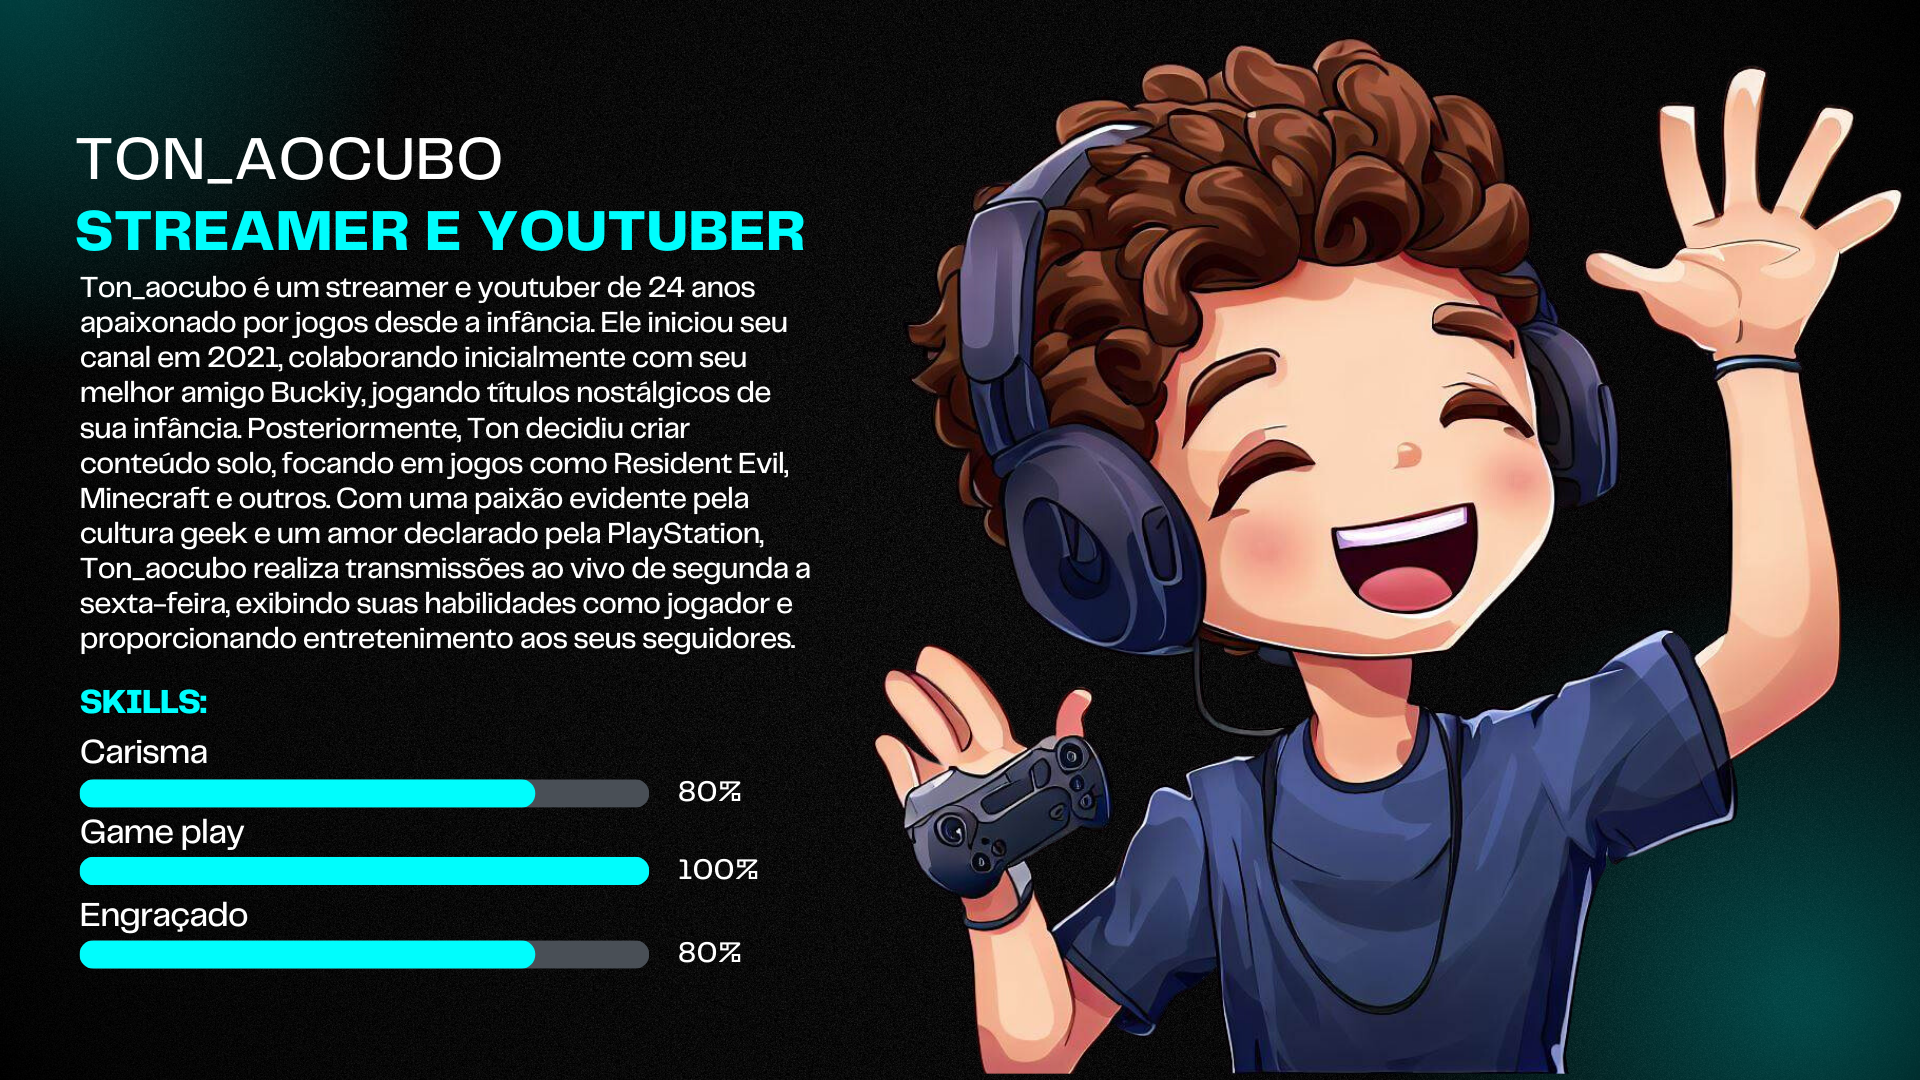 TON_AOCUBO
STREAMER E YOUTUBER
Ton_aocubo é um streamer e youtuber de 24 anos
apaixonado por jogos desde a infância. Ele iniciou seu
canal em 2021, colaborando inicialmente com seu
melhor amigo Buckiy, jogando títulos nostálgicos de
sua infância. Posteriormente, Ton decidiu criar
conteúdo solo, focando em jogos como Resident Evil,
Minecraft e outros. Com uma paixão evidente pela
cultura geek e um amor declarado pela PlayStation,
Ton_aocubo realiza transmissões ao vivo de segunda a
sexta-feira, exibindo suas habilidades como jogador e
proporcionando entretenimento aos seus seguidores.
SKILLS:
Carisma
80%
Game play
100%
Engraçado
80%